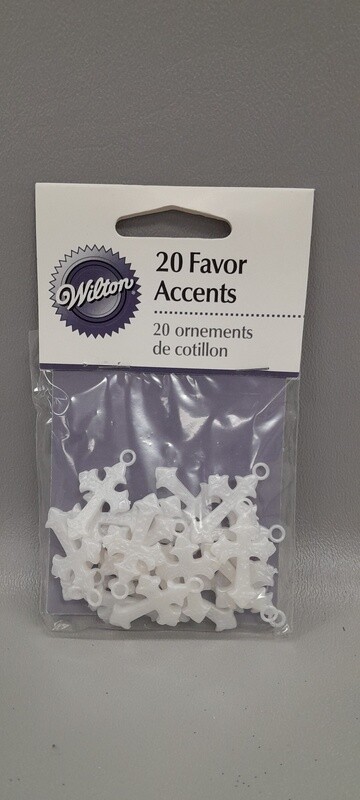 Wilton
20 Favor
Accents
20 ornements
de cotillon